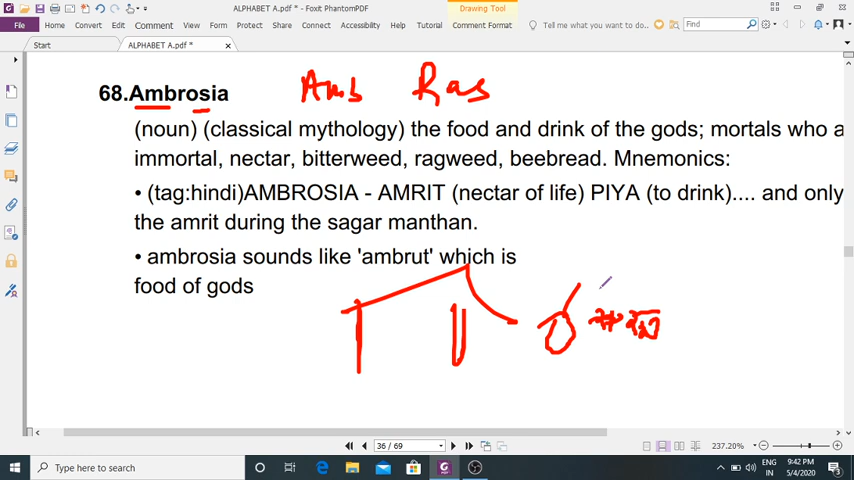 ALPHABET A.pdf * - Foxit PhantomPDF
Drawing Tool
File Home Convert Edit Comment View Form Protect Share Connect Accessibility Help Tutorial Comment Format Tell me what you want to do... Find
Start ALPHABET A.pdf *
68.Ambrosia Amb Ras
(noun) (classical mythology) the food and drink of the gods; mortals who a
immortal, nectar, bitterweed, ragweed, beebread. Mnemonics:
• (tag:hindi)AMBROSIA - AMRIT (nectar of life) PIYA (to drink).... and only
the amrit during the sagar manthan.
• ambrosia sounds like 'ambrut' which is
food of gods
36 / 69 237.20%
Type here to search ENG 9:42 PM
IN 5/4/2020 3